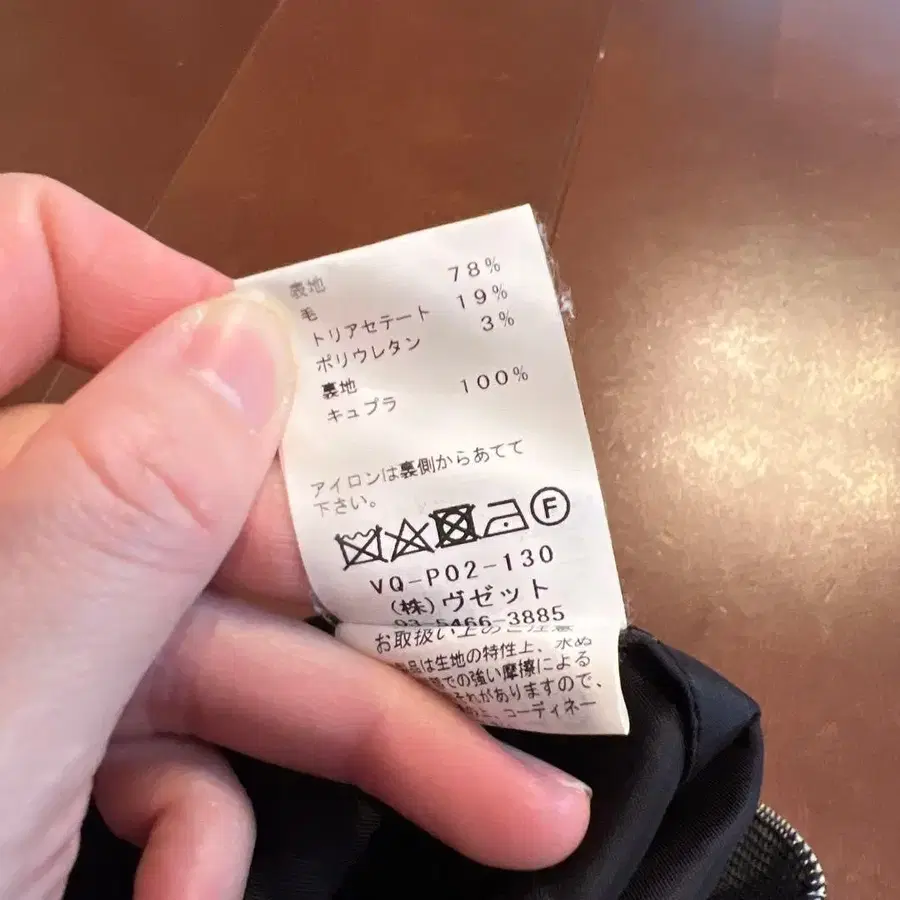 表地
毛 78%
トリアセテート 19%
ポリウレタン 3%
裏地
キュプラ 100%
アイロンは裏側からあてて
下さい。
F
VQ-P02-130
(株)ヴゼット
03-5466-3885
お取扱い上のご注意
品は生地の特性上、水ぬ
での強い摩擦による
それがありますので、
コーディネー